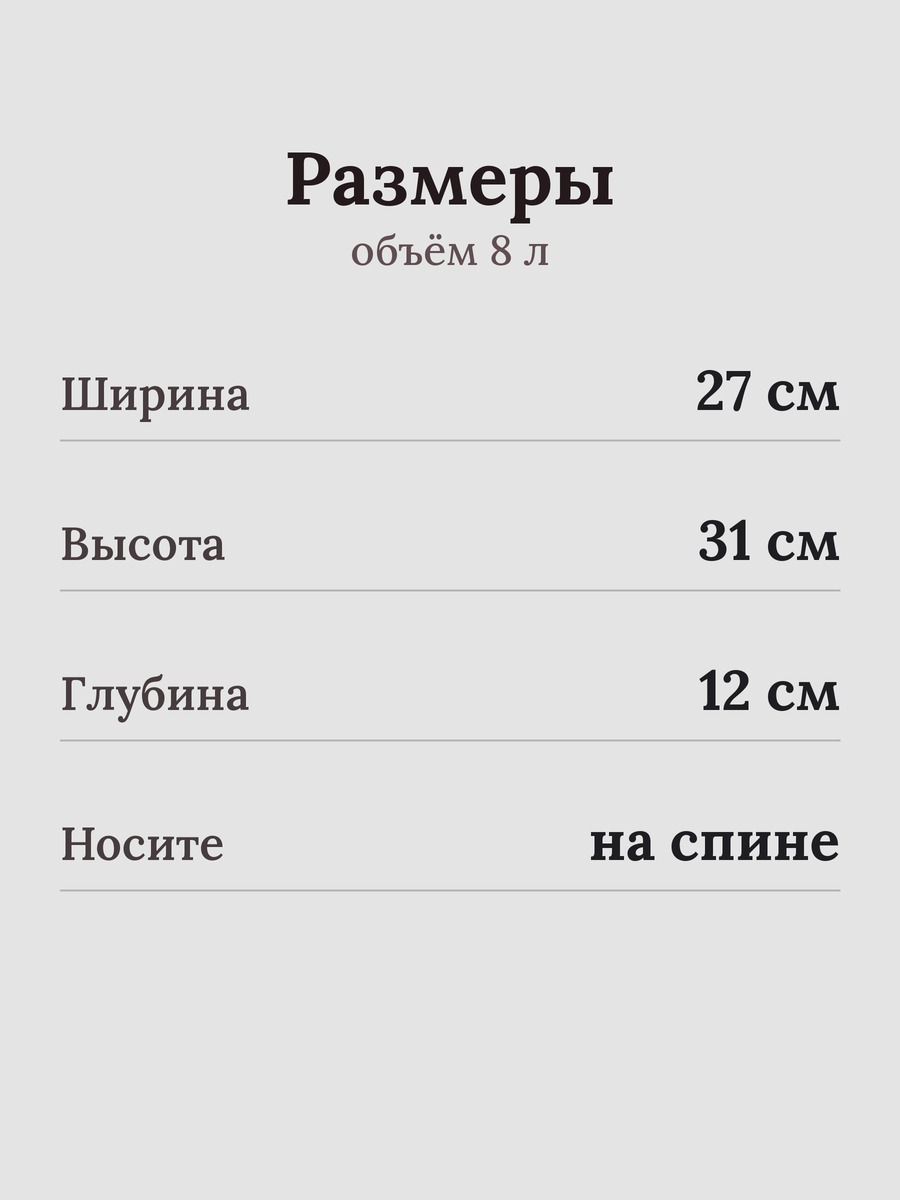 Размеры
объём 8 л
Ширина 27 см
Высота 31 см
Глубина 12 см
Носите на спине